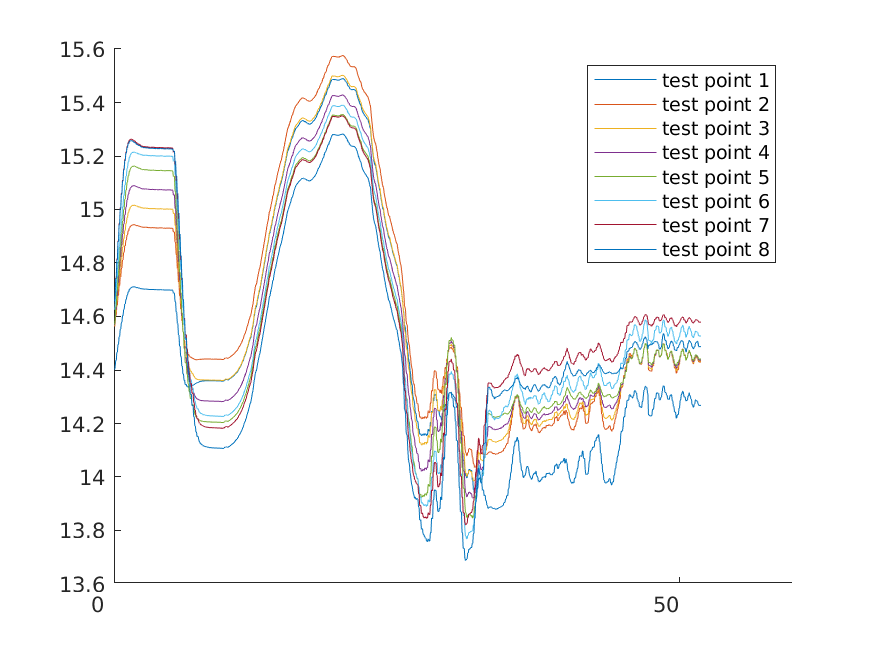 15.6
15.4
15.2
15
14.8
14.6
14.4
14.2
14
13.8
13.6
0
50
test point 1
test point 2
test point 3
test point 4
test point 5
test point 6
test point 7
test point 8